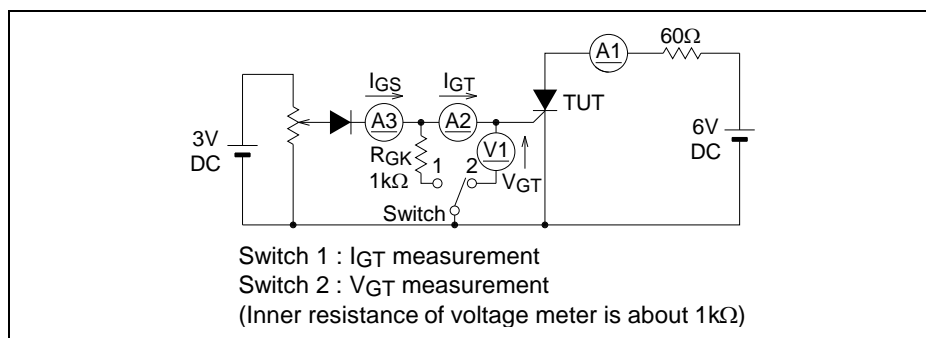 60Ω
A1
IGS
IGT
TUT
3V
DC
A3
A2
6V
DC
RGK
1kΩ
1
2
V1
VGT
Switch
Switch 1 : IGT measurement
Switch 2 : VGT measurement
(Inner resistance of voltage meter is about 1kΩ)